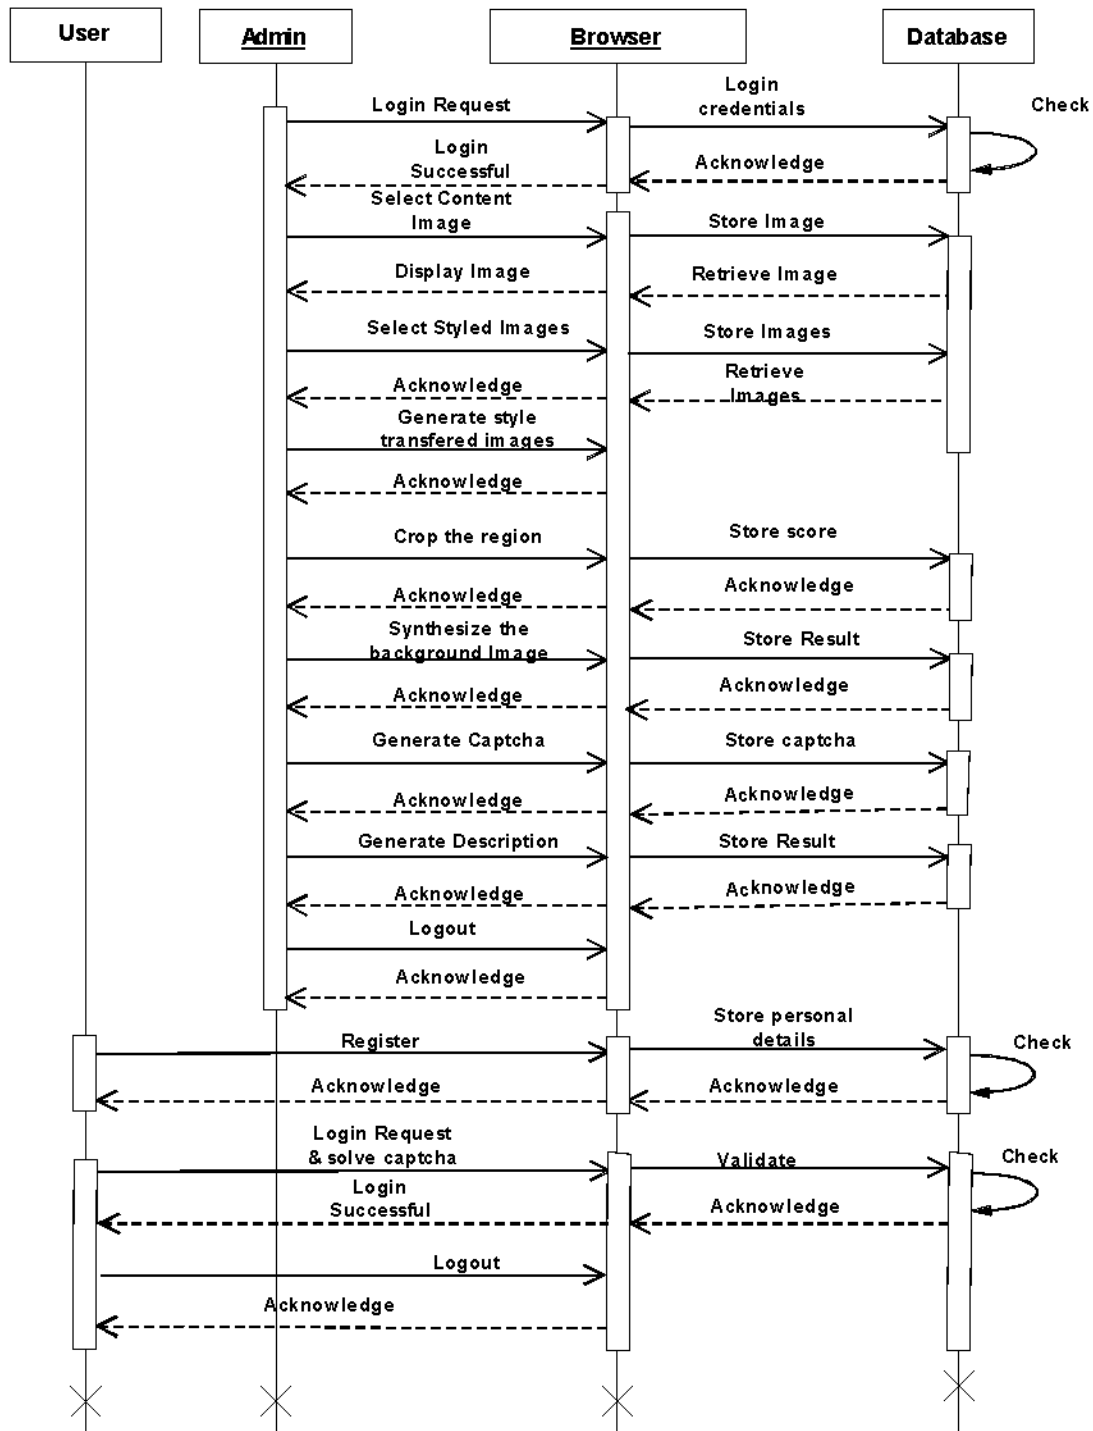 User
Admin
Browser
Database
Login Request
Login
credentials
Check
Login
Successful
Acknowledge
Select Content
Image
Store Image
Display Image
Retrieve Image
Select Styled Images
Store Images
Acknowledge
Retrieve
Images
Generate style
transfered images
Acknowledge
Crop the region
Store score
Acknowledge
Acknowledge
Synthesize the
background Image
Store Result
Acknowledge
Acknowledge
Generate Captcha
Store captcha
Acknowledge
Acknowledge
Generate Description
Store Result
Acknowledge
Acknowledge
Logout
Acknowledge
Register
Store personal
details
Check
Acknowledge
Acknowledge
Login Request
& solve captcha
Validate
Check
Login
Successful
Acknowledge
Logout
Acknowledge